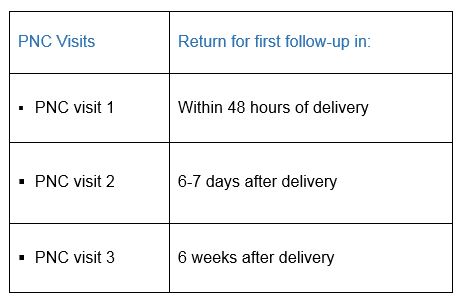 PNC Visits Return for first follow-up in:
▪ PNC visit 1 Within 48 hours of delivery
▪ PNC visit 2 6-7 days after delivery
▪ PNC visit 3 6 weeks after delivery